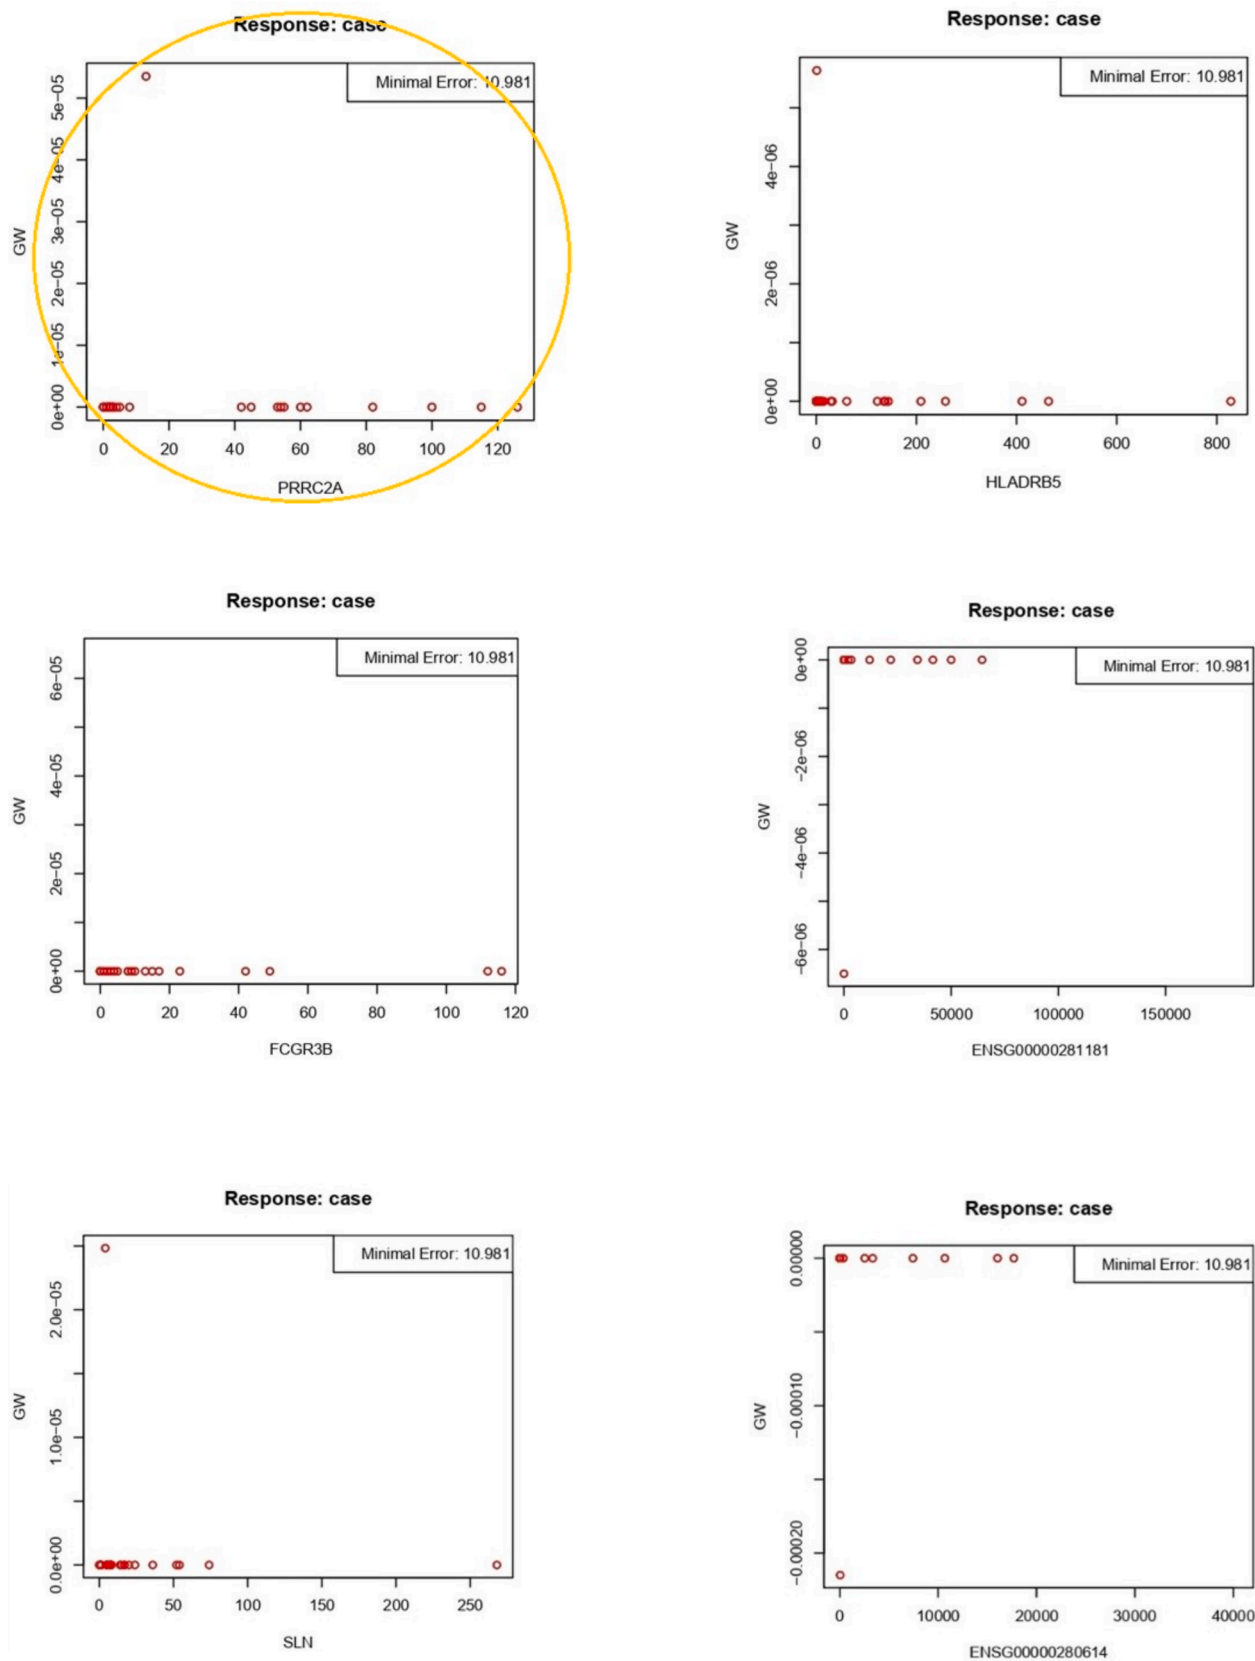 Response: case
Minimal Error: 10.981
GW
5e−05
4e−05
3e−05
2e−05
1e−05
0e+00
0 20 40 60 80 100 120
PRRC2A
Response: case
Minimal Error: 10.981
GW
4e−06
2e−06
0e+00
0 200 400 600 800
HLADRB5
Response: case
Minimal Error: 10.981
GW
6e−05
4e−05
2e−05
0e+00
0 20 40 60 80 100 120
FCGR3B
Response: case
Minimal Error: 10.981
GW
0e+00
−2e−06
−4e−06
−6e−06
0 50000 100000 150000
ENSG00000281181
Response: case
Minimal Error: 10.981
GW
2.0e−05
1.0e−05
0.0e+00
0 50 100 150 200 250
SLN
Response: case
Minimal Error: 10.981
GW
0.00000
−0.00010
−0.00020
0 10000 20000 30000 40000
ENSG00000280614